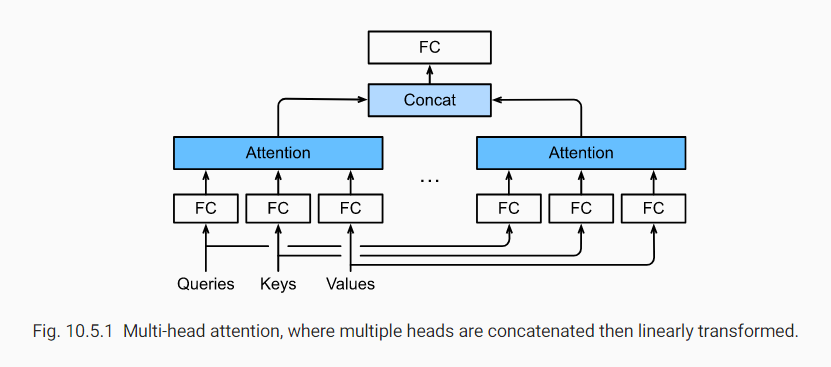 FC
Concat
Attention
Attention
...
FC
FC
FC
FC
FC
FC
Queries
Keys
Values
Fig. 10.5.1 Multi-head attention, where multiple heads are concatenated then linearly transformed.